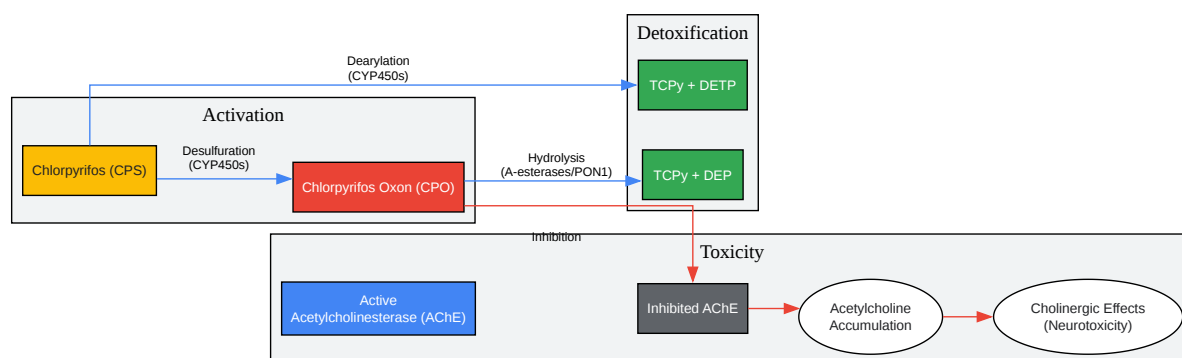 Detoxification
Dearylation
(CYP450s)
TCPy + DETP
Activation
Chlorpyrifos (CPS)
Desulfuration
(CYP450s)
Chlorpyrifos Oxon (CPO)
Hydrolysis
(A-esterases/PON1)
TCPy + DEP
Inhibition
Toxicity
Active
Acetylcholinesterase (AChE)
Inhibited AChE
Acetylcholine
Accumulation
Cholinergic Effects
(Neurotoxicity)